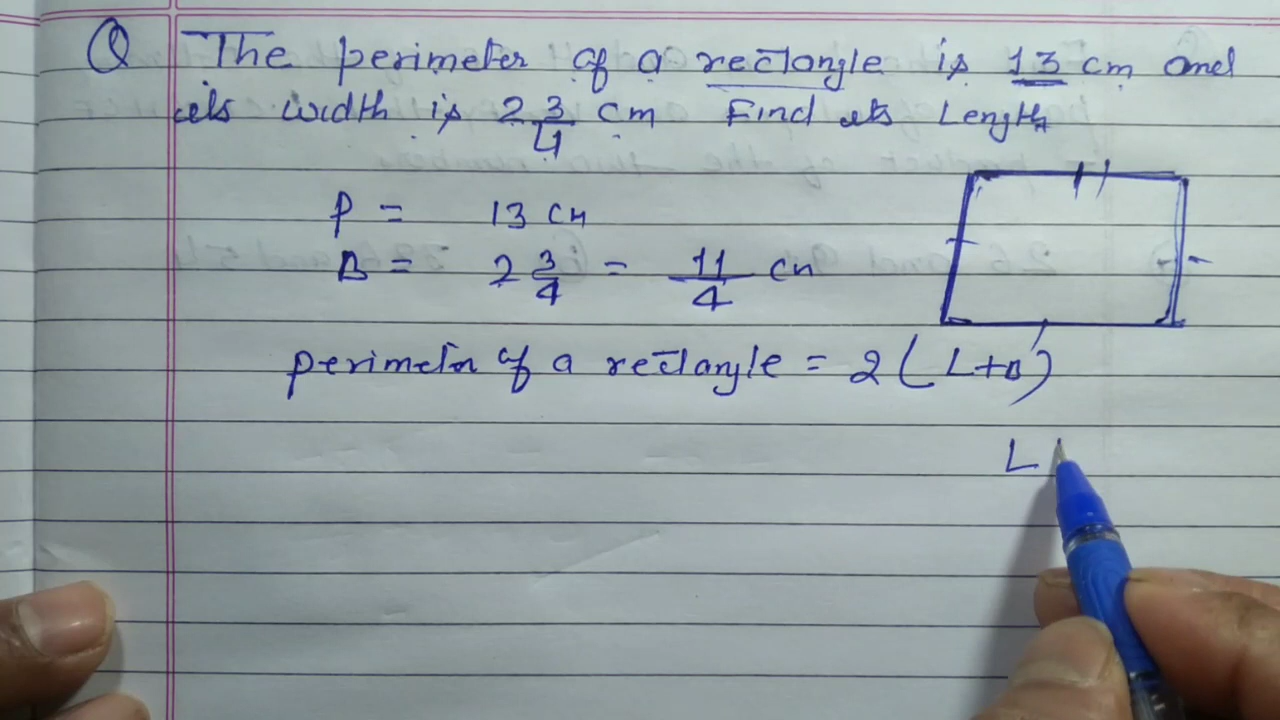 Q The perimeter of a rectangle is 13 cm and
its width is 2 3/4 cm Find its Length
P = 13 cm
B = 2 3/4 = 11/4 cm
perimeter of a rectangle = 2 ( L+B )
L